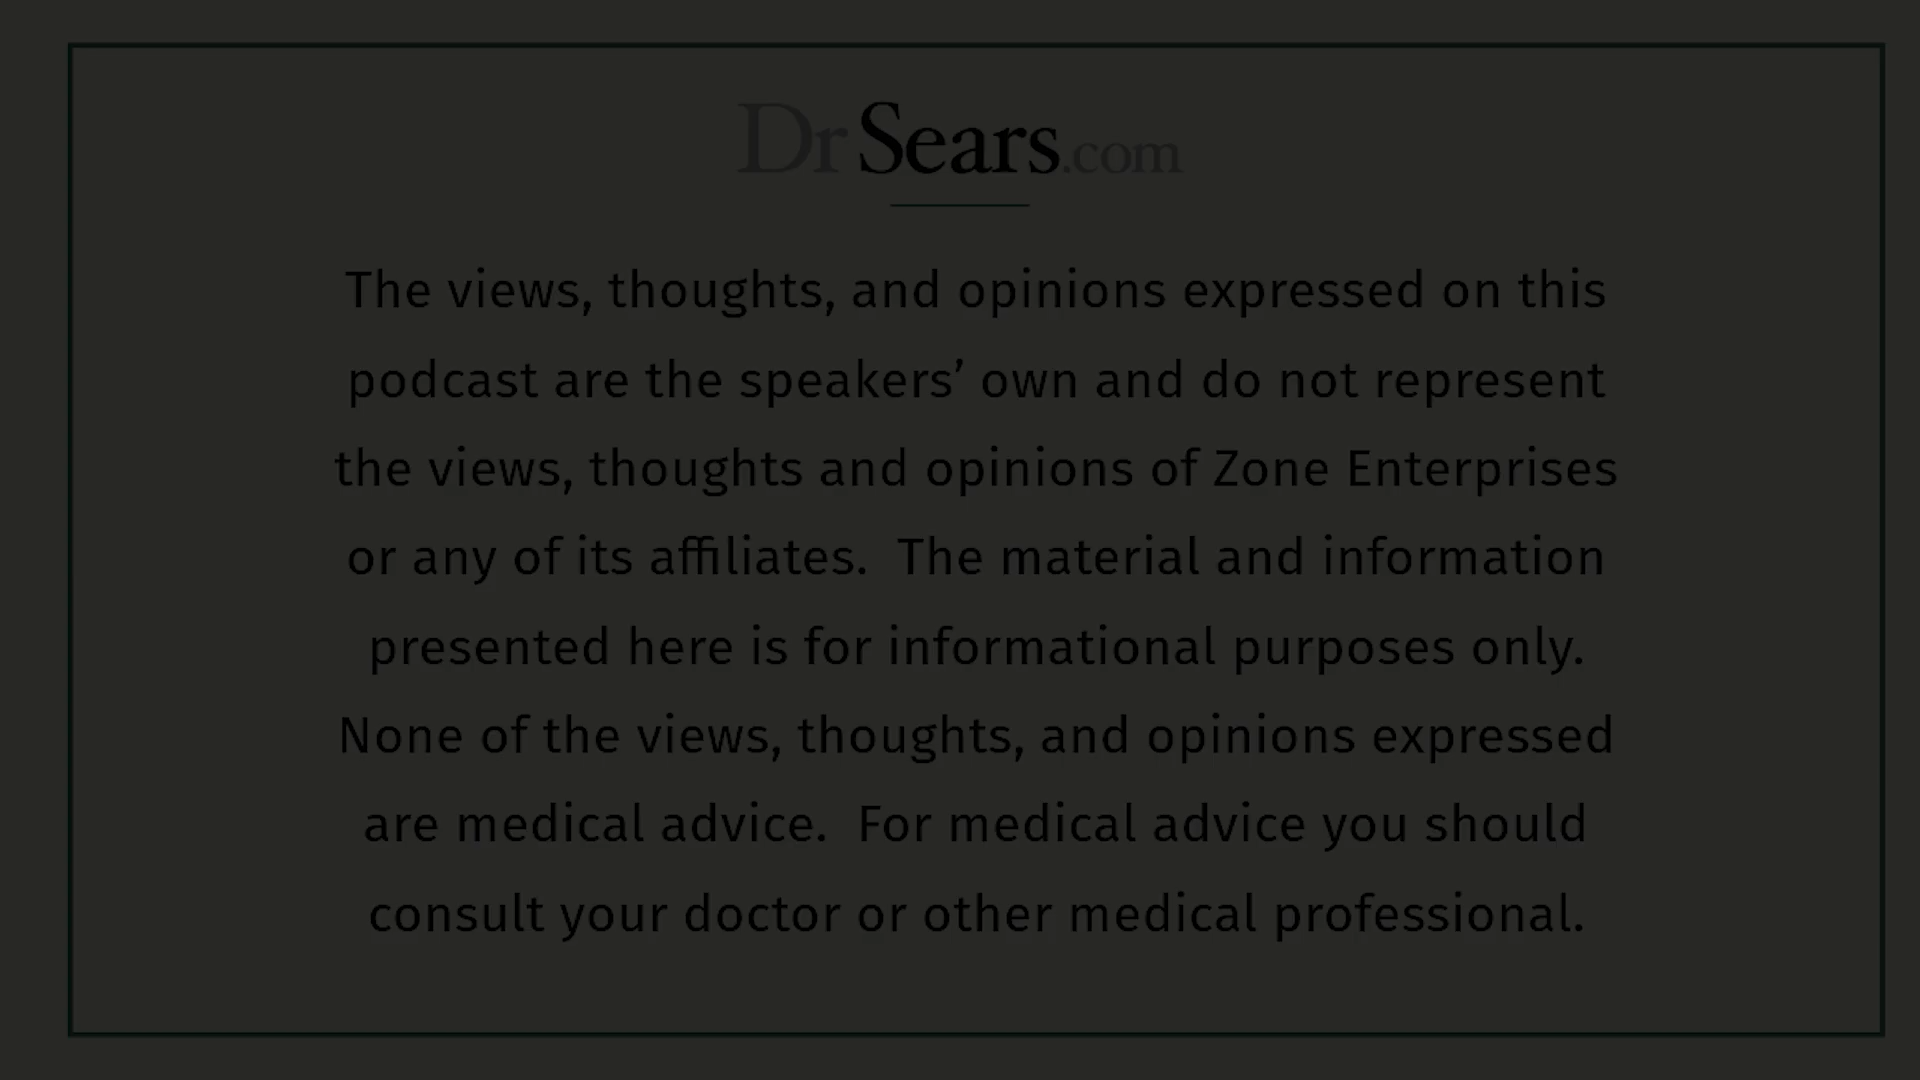 DrSears.com
The views, thoughts, and opinions expressed on this
podcast are the speakers’ own and do not represent
the views, thoughts and opinions of Zone Enterprises
or any of its affiliates.  The material and information
presented here is for informational purposes only.
None of the views, thoughts, and opinions expressed
are medical advice.  For medical advice you should
consult your doctor or other medical professional.